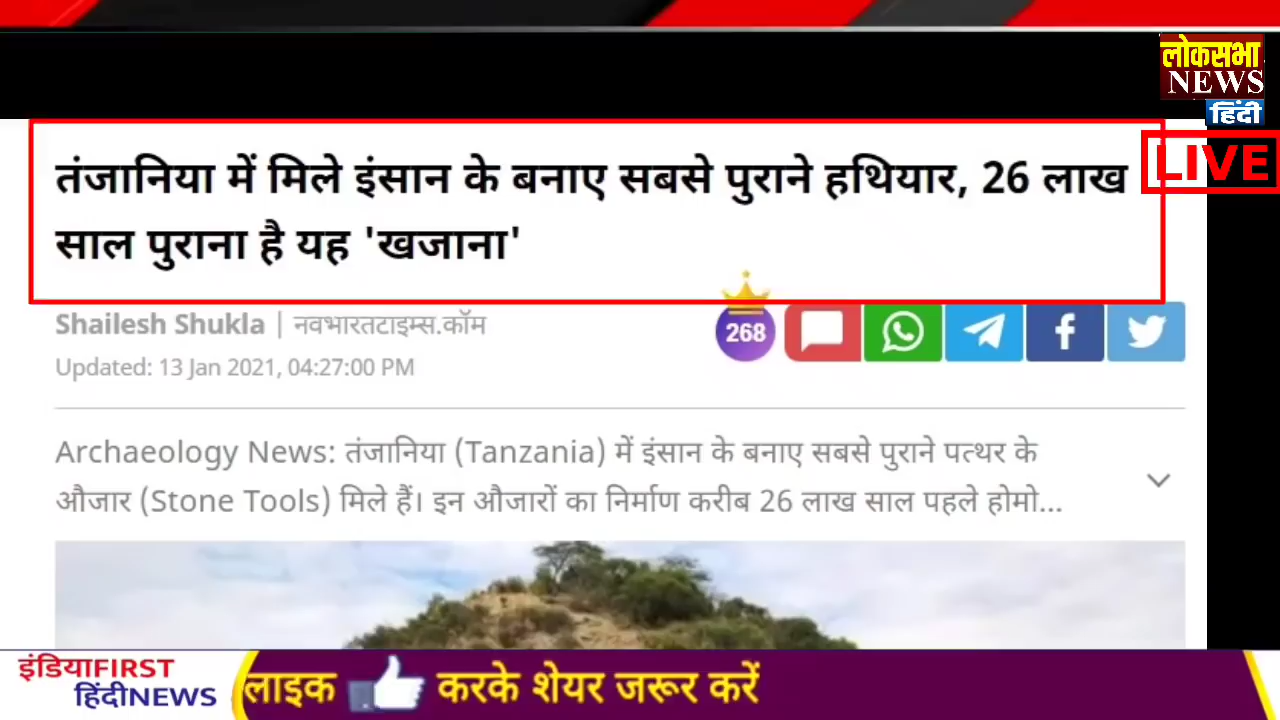 लोकसभा
NEWS
हिंदी
LIVE
तंजानिया में मिले इंसान के बनाए सबसे पुराने हथियार, 26 लाख
साल पुराना है यह 'खजाना'
Shailesh Shukla | नवभारतटाइम्स.कॉम
268
Updated: 13 Jan 2021, 04:27:00 PM
Archaeology News: तंजानिया (Tanzania) में इंसान के बनाए सबसे पुराने पत्थर के
औजार (Stone Tools) मिले हैं। इन औजारों का निर्माण करीब 26 लाख साल पहले होमो...
इंडियाFIRST
हिंदीNEWS
लाइक करके शेयर जरूर करें